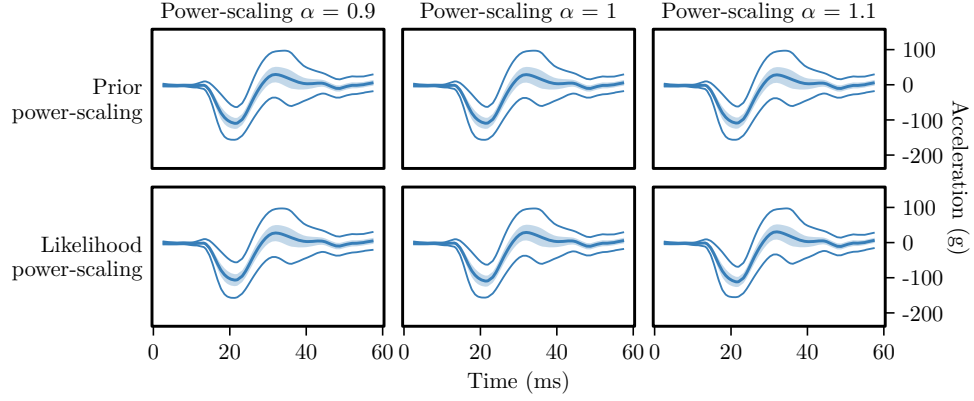 Power-scaling α = 0.9
Power-scaling α = 1
Power-scaling α = 1.1
Prior
power-scaling
100
0
-100
-200
Likelihood
power-scaling
100
0
-100
-200
Acceleration (g)
0
20
40
60
0
20
40
60
0
20
40
60
Time (ms)